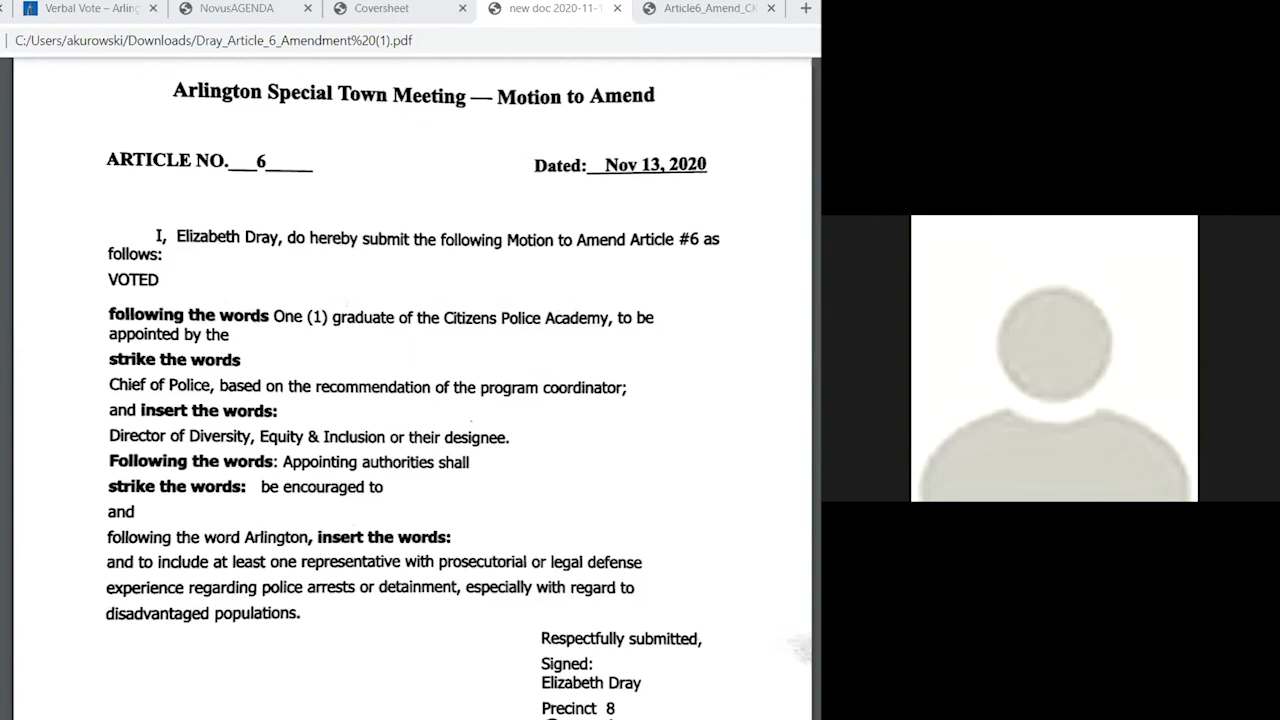 Verbal Vote – Arling
NovusAGENDA
Coversheet
new doc 2020-11-1
Article6_Amend_CK
C:/Users/akurowski/Downloads/Dray_Article_6_Amendment%20(1).pdf
Arlington Special Town Meeting — Motion to Amend
ARTICLE NO.___6_____ Dated:__Nov 13, 2020
I, Elizabeth Dray, do hereby submit the following Motion to Amend Article #6 as
follows:
VOTED
following the words One (1) graduate of the Citizens Police Academy, to be
appointed by the
strike the words
Chief of Police, based on the recommendation of the program coordinator;
and insert the words:
Director of Diversity, Equity & Inclusion or their designee.
Following the words: Appointing authorities shall
strike the words: be encouraged to
and
following the word Arlington, insert the words:
and to include at least one representative with prosecutorial or legal defense
experience regarding police arrests or detainment, especially with regard to
disadvantaged populations.
Respectfully submitted,
Signed:
Elizabeth Dray
Precinct 8